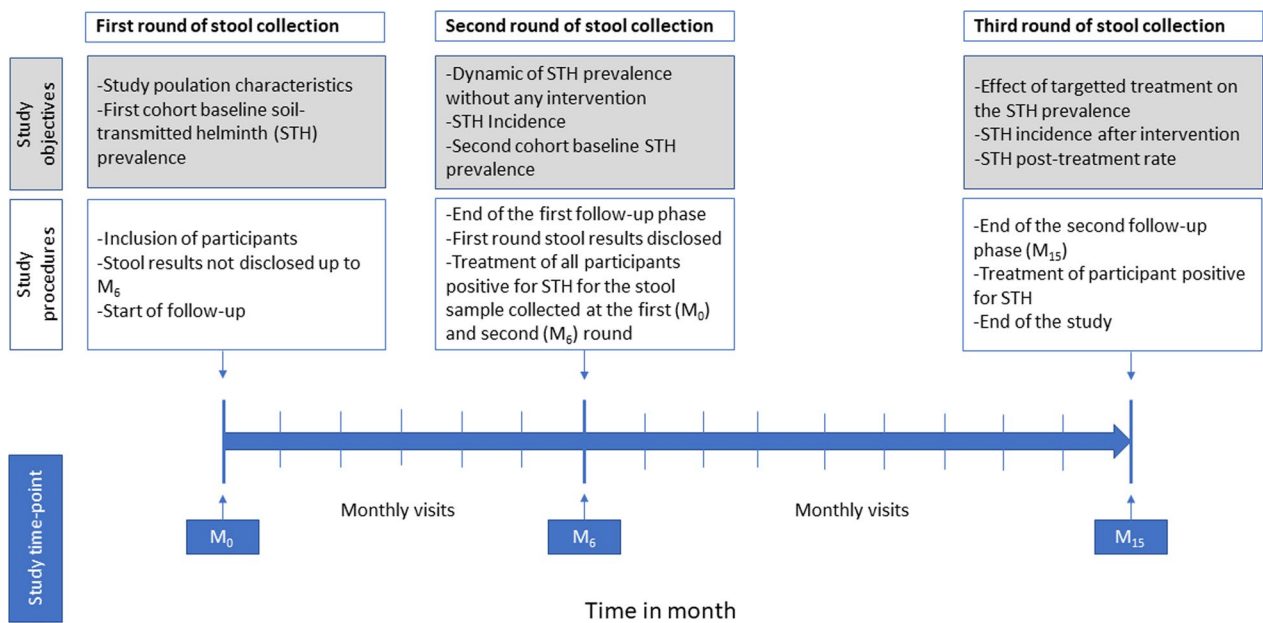 First round of stool collection
Second round of stool collection
Third round of stool collection
Study
objectives
-Study poulation characteristics
-First cohort baseline soil-
transmitted helminth (STH)
prevalence
-Dynamic of STH prevalence
without any intervention
-STH Incidence
-Second cohort baseline STH
prevalence
-Effect of targetted treatment on
the STH prevalence
-STH incidence after intervention
-STH post-treatment rate
Study
procedures
-Inclusion of participants
-Stool results not disclosed up to
M6
-Start of follow-up
-End of the first follow-up phase
-First round stool results disclosed
-Treatment of all participants
positive for STH for the stool
sample collected at the first (M0)
and second (M6) round
-End of the second follow-up
phase (M15)
-Treatment of participant positive
for STH
-End of the study
Study time-point
Monthly visits
Monthly visits
M0
M6
M15
Time in month